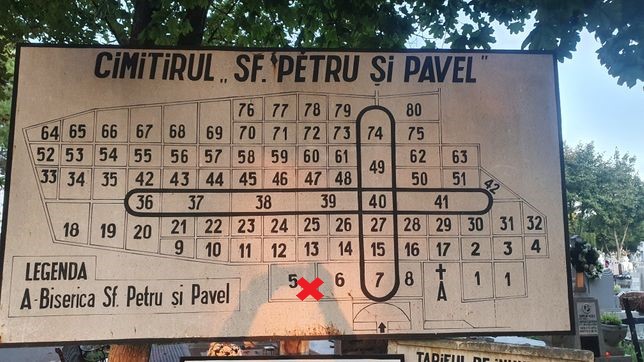 CIMITIRUL „SF. PETRU ȘI PAVEL"
76 77 78 79 80
64 65 66 67 68 69 70 71 72 73 74 75
52 53 54 55 56 57 58 59 60 61 49 62 63
33 34 35 42 43 44 45 46 47 48 50 51 42
36 37 38 39 40 41
18 19 20 21 22 23 24 25 26 27 28 29 30 31 32
9 10 11 12 13 14 15 16 17 2 3 4
5 6 7 8 A 1 1
LEGENDA
A-Biserica Sf. Petru și Pavel